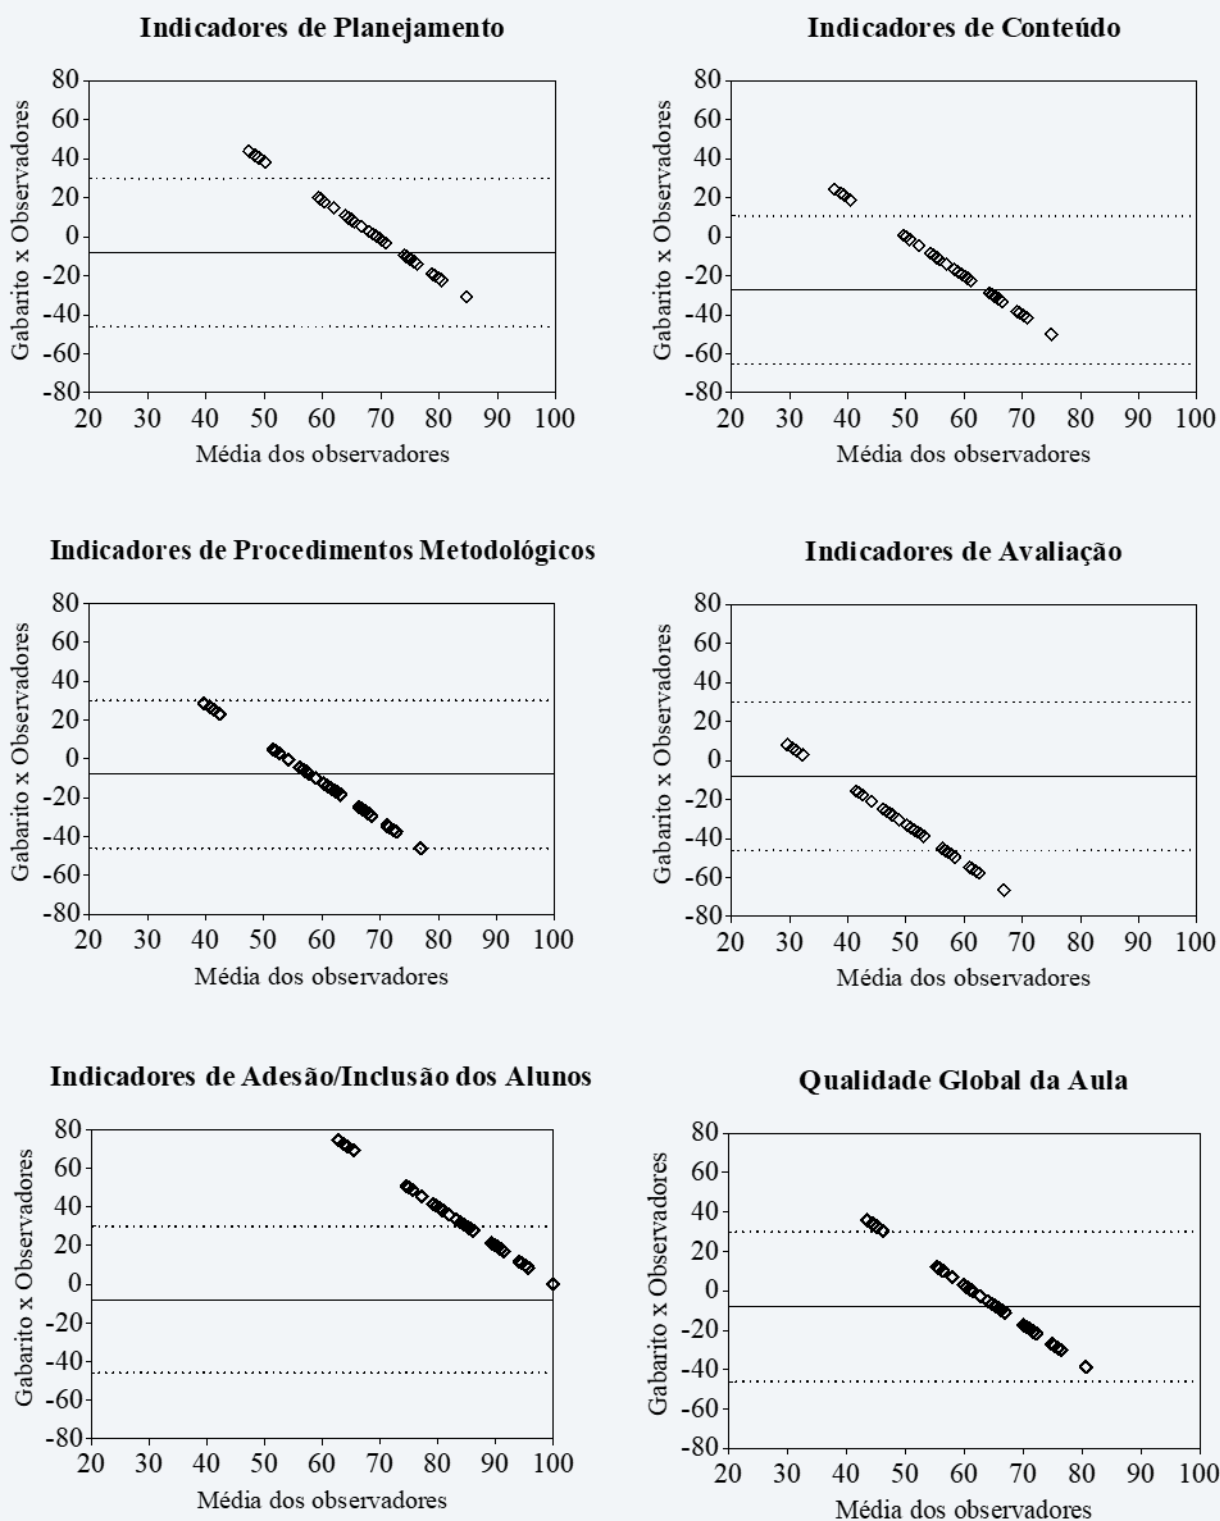 Indicadores de Planejamento
Gabarito x Observadores
80
60
40
20
0
-20
-40
-60
-80
20 30 40 50 60 70 80 90 100
Média dos observadores
Indicadores de Conteúdo
Gabarito x Observadores
80
60
40
20
0
-20
-40
-60
-80
20 30 40 50 60 70 80 90 100
Média dos observadores
Indicadores de Procedimentos Metodológicos
Gabarito x Observadores
80
60
40
20
0
-20
-40
-60
-80
20 30 40 50 60 70 80 90 100
Média dos observadores
Indicadores de Avaliação
Gabarito x Observadores
80
60
40
20
0
-20
-40
-60
-80
20 30 40 50 60 70 80 90 100
Média dos observadores
Indicadores de Adesão/Inclusão dos Alunos
Gabarito x Observadores
80
60
40
20
0
-20
-40
-60
-80
20 30 40 50 60 70 80 90 100
Média dos observadores
Qualidade Global da Aula
Gabarito x Observadores
80
60
40
20
0
-20
-40
-60
-80
20 30 40 50 60 70 80 90 100
Média dos observadores